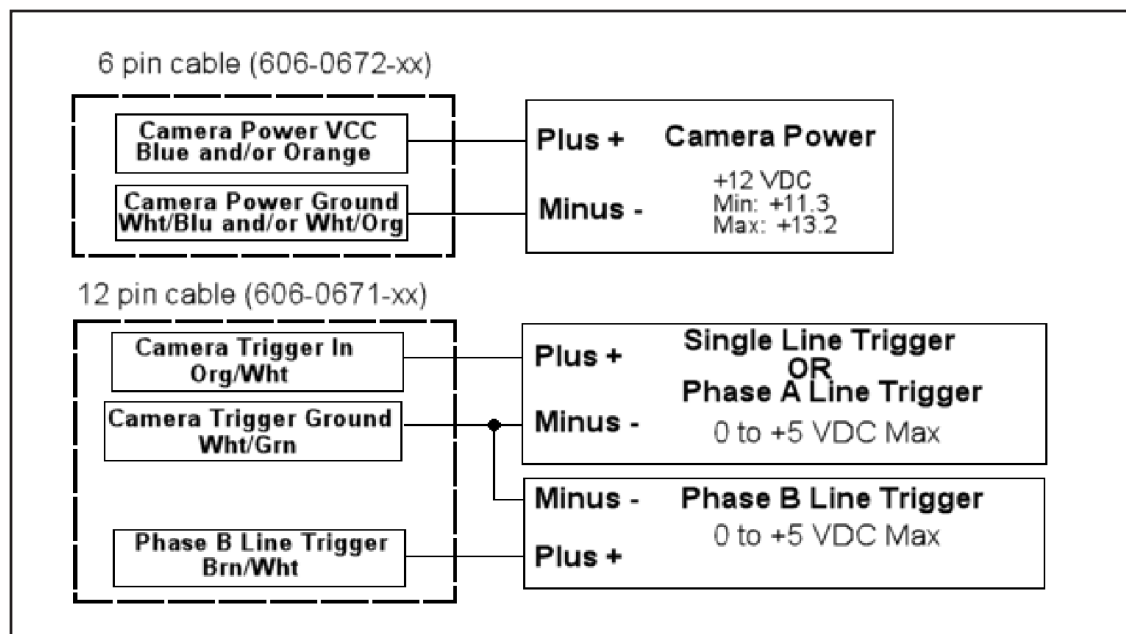 6 pin cable (606-0672-xx)
Camera Power VCC
Blue and/or Orange
Camera Power Ground
Wht/Blu and/or Wht/Org
Plus +
Camera Power
+12 VDC
Min: +11.3
Max: +13.2
Minus -
12 pin cable (606-0671-xx)
Camera Trigger In
Org/Wht
Camera Trigger Ground
Wht/Grn
Phase B Line Trigger
Brn/Wht
Plus +
Single Line Trigger
OR
Phase A Line Trigger
Minus -
0 to +5 VDC Max
Minus -
Phase B Line Trigger
0 to +5 VDC Max
Plus +